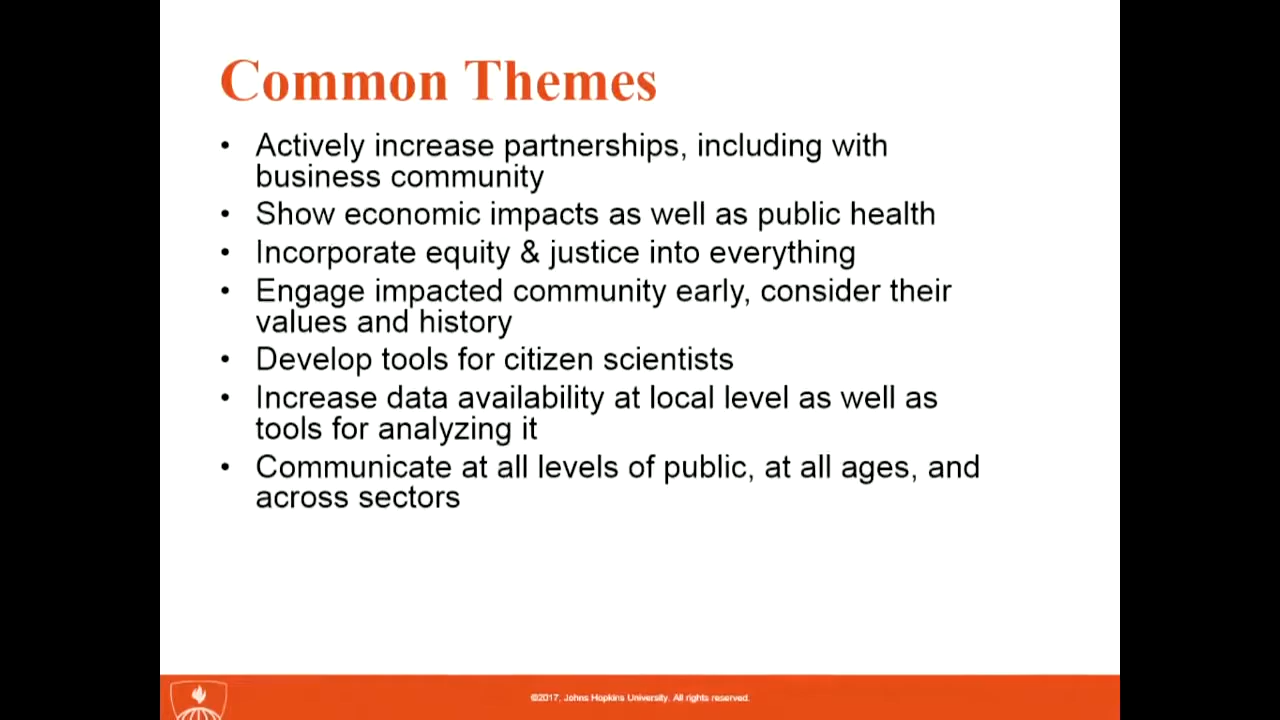 Common Themes
• Actively increase partnerships, including with
business community
• Show economic impacts as well as public health
• Incorporate equity & justice into everything
• Engage impacted community early, consider their
values and history
• Develop tools for citizen scientists
• Increase data availability at local level as well as
tools for analyzing it
• Communicate at all levels of public, at all ages, and
across sectors
©2017, Johns Hopkins University. All rights reserved.